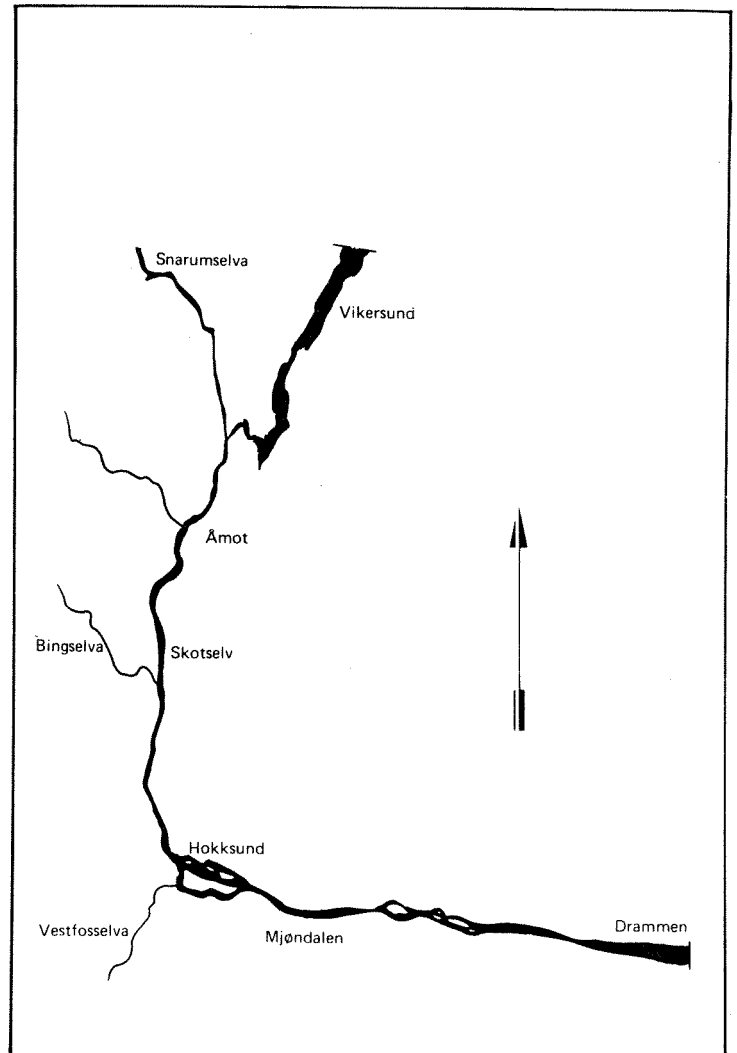 Snarumselva
Vikersund
Åmot
Bingselva
Skotselv
Hokksund
Vestfosselva
Mjøndalen
Drammen